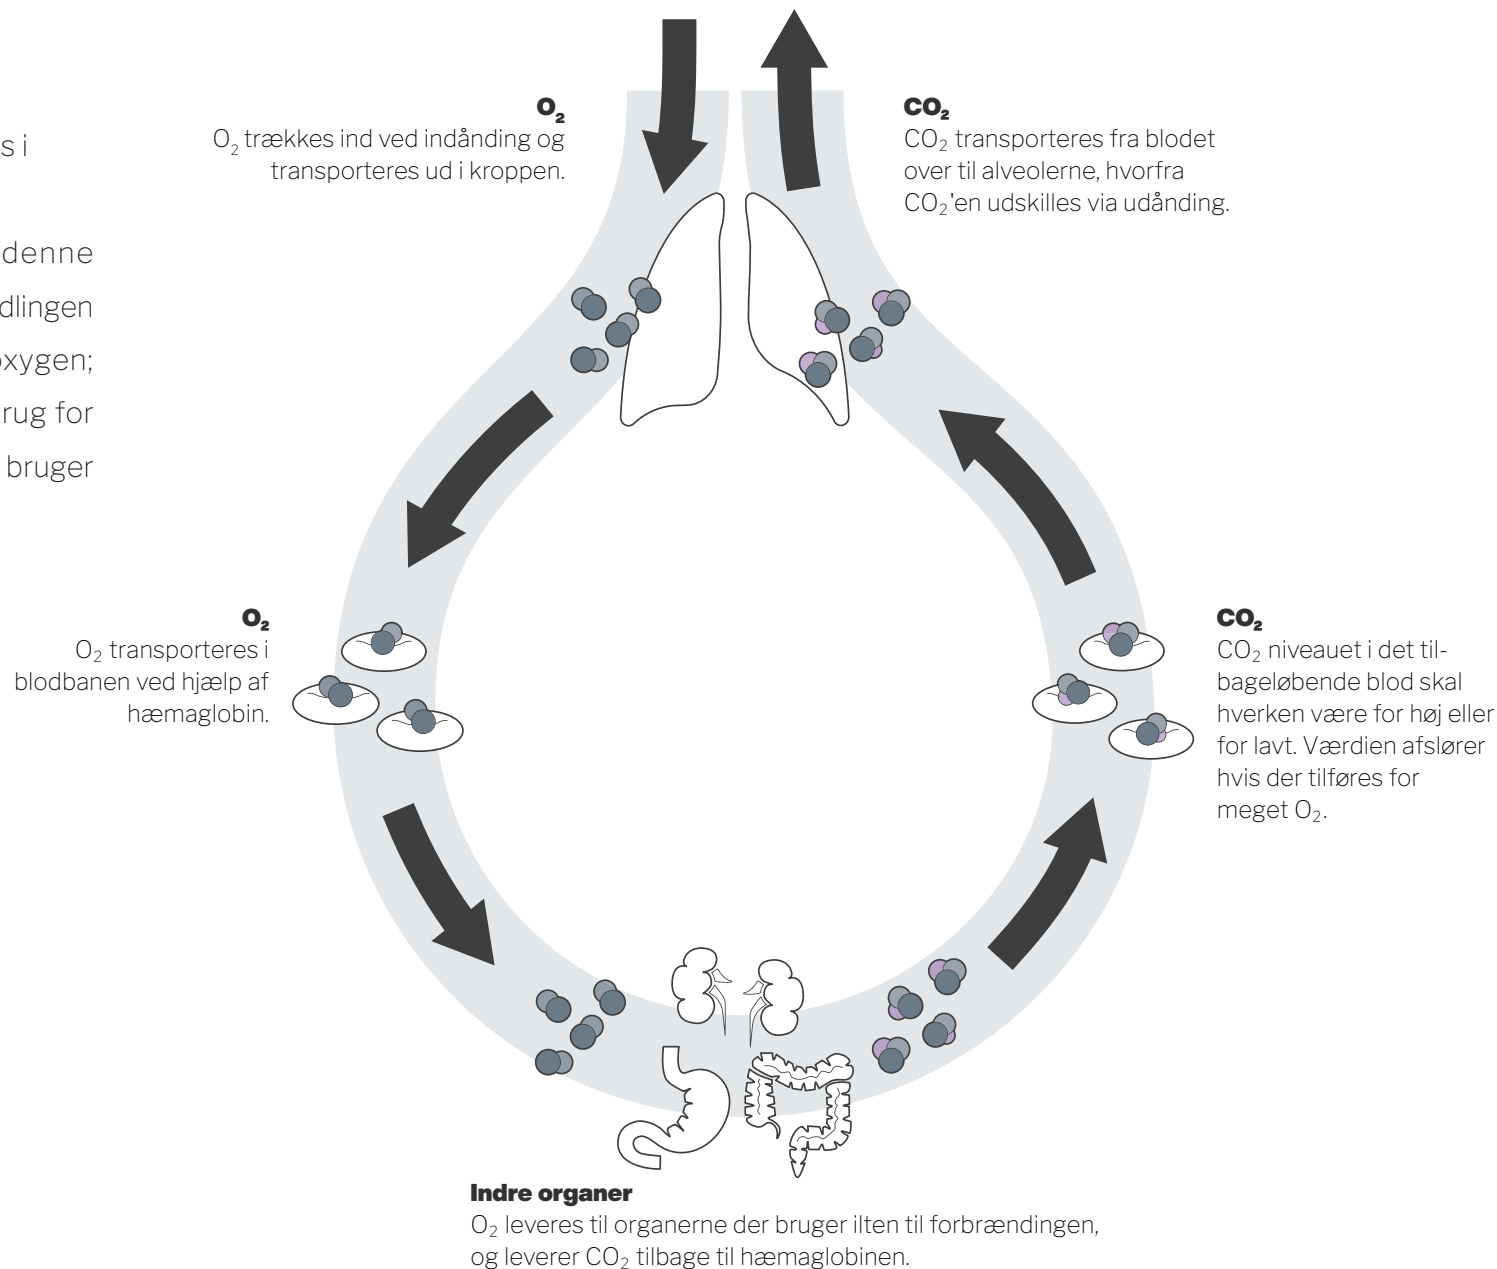 s i
denne
dlingen
oxygen;
rug for
bruger
O₂
O₂ trækkes ind ved indånding og
transporteres ud i kroppen.
CO₂
CO₂ transporteres fra blodet
over til alveolerne, hvorfra
CO₂'en udskilles via udånding.
O₂
O₂ transporteres i
blodbanen ved hjælp af
hæmaglobin.
CO₂
CO₂ niveauet i det til-
bageløbende blod skal
hverken være for høj eller
for lavt. Værdien afslører
hvis der tilføres for
meget O₂.
Indre organer
O₂ leveres til organerne der bruger ilten til forbrændingen,
og leverer CO₂ tilbage til hæmaglobinen.